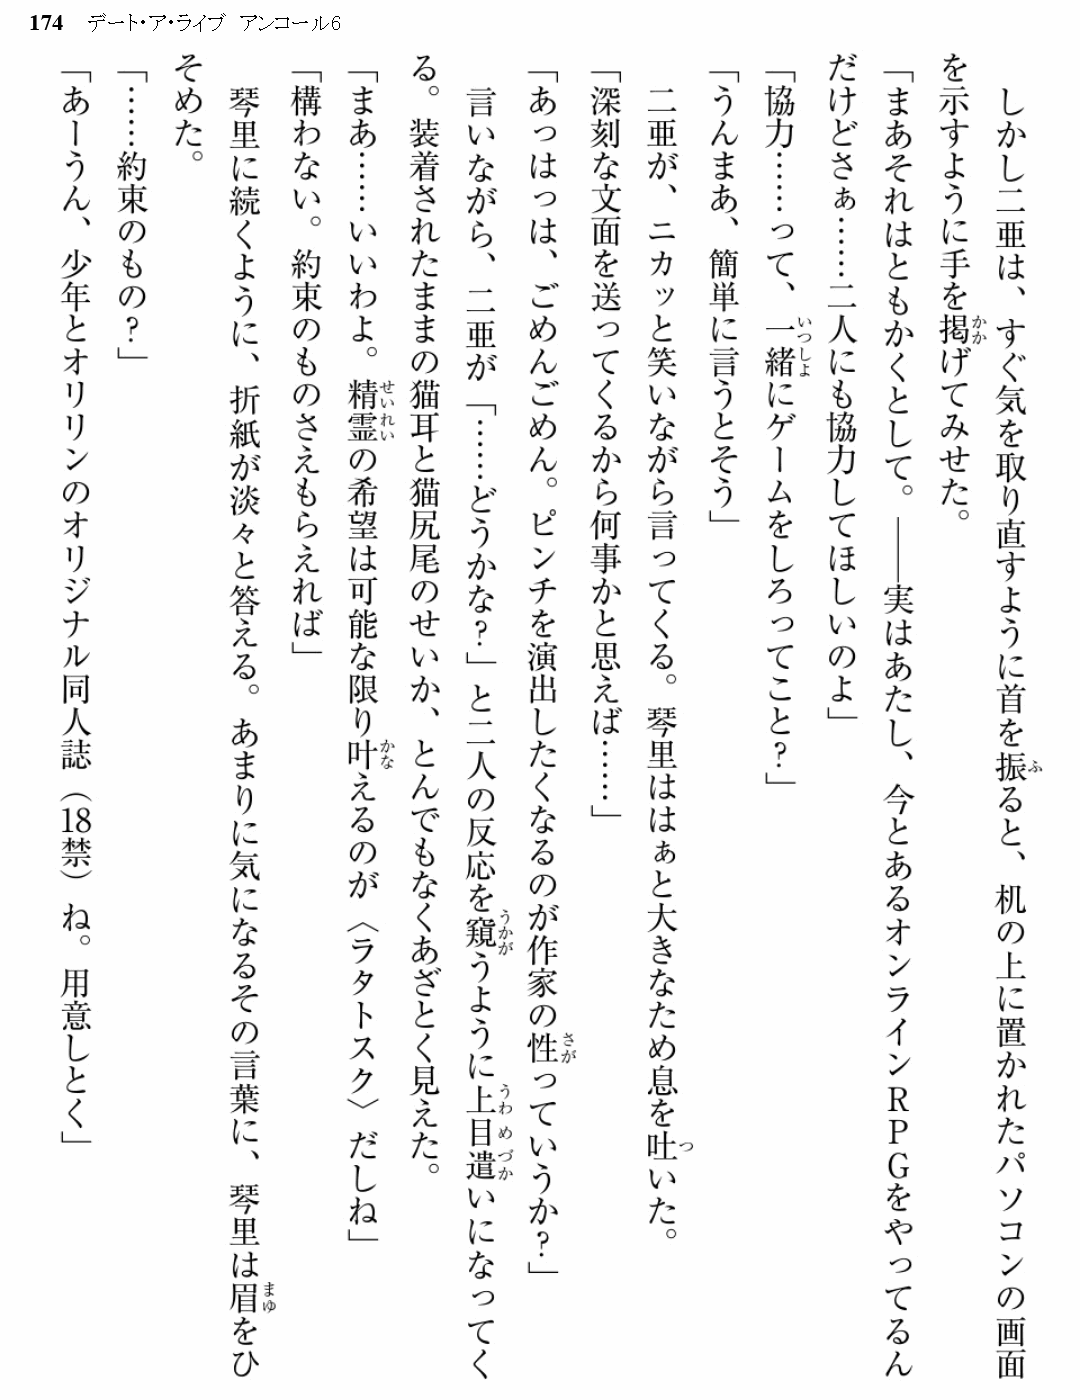 174 デート・ア・ライブ アンコール6
しかし二亜は、すぐ気を取り直すように首を振ると、机の上に置かれたパソコンの画面
を示すように手を掲げてみせた。
「まあそれはともかくとして。――実はあたし、今とあるオンラインRPGをやってるん
だけどさぁ……二人にも協力してほしいのよ」
「協力……って、一緒にゲームをしろってこと？」
「うんまあ、簡単に言うとそう」
二亜が、ニカッと笑いながら言ってくる。琴里ははぁと大きなため息を吐いた。
「深刻な文面を送ってくるから何事かと思えば……」
「あっはっは、ごめんごめん。ピンチを演出したくなるのが作家の性っていうか？」
言いながら、二亜が「……どうかな？」と二人の反応を窺うように上目遣いになってく
る。装着されたままの猫耳と猫尻尾のせいか、とんでもなくあざとく見えた。
「まあ……いいわよ。精霊の希望は可能な限り叶えるのが〈ラタトスク〉だしね」
「構わない。約束のものさえもらえれば」
琴里に続くように、折紙が淡々と答える。あまりに気になるその言葉に、琴里は眉をひ
そめた。
「……約束のもの？」
「あーうん、少年とオリリンのオリジナル同人誌（18禁）ね。用意しとく」